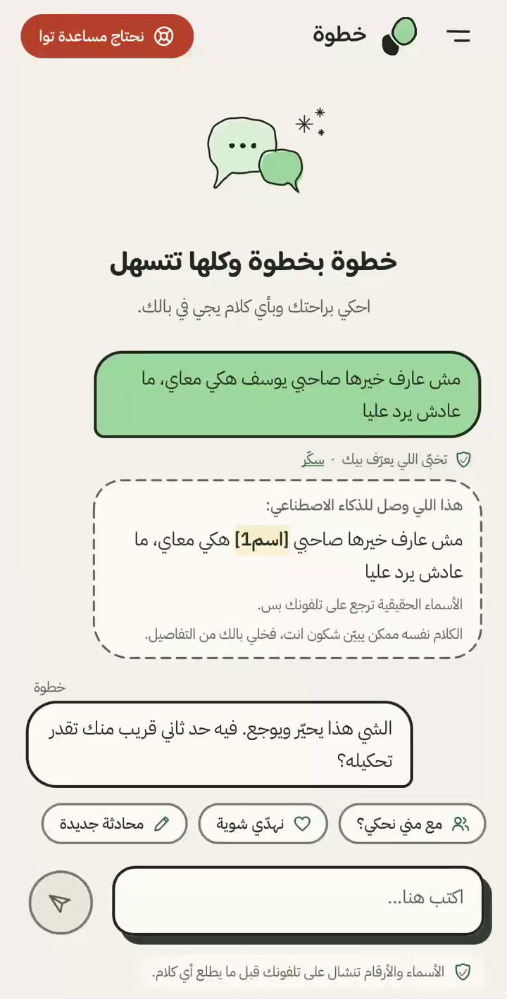 خطوة
نحتاج مساعدة توا
خطوة بخطوة وكلها تتسهل
احكي براحتك وبأي كلام يجي في بالك.
مش عارف خيرها صاحبي يوسف هكي معاي، ما
عادش يرد عليا
تخبّى اللي يعرّف بيك · سكّر
هذا اللي وصل للذكاء الاصطناعي:
مش عارف خيرها صاحبي [اسم1] هكي معاي، ما
عادش يرد عليا
الأسماء الحقيقية ترجع على تلفونك بس.
الكلام نفسه ممكن يبيّن شكون انت، فخلي بالك من التفاصيل.
خطوة
الشي هذا يحيّر ويوجع. فيه حد ثاني قريب منك تقدر
تحكيله؟
مع مني نحكي؟
نهدّي شوية
محادثة جديدة
اكتب هنا...
الأسماء والأرقام تنشال على تلفونك قبل ما يطلع أي كلام.